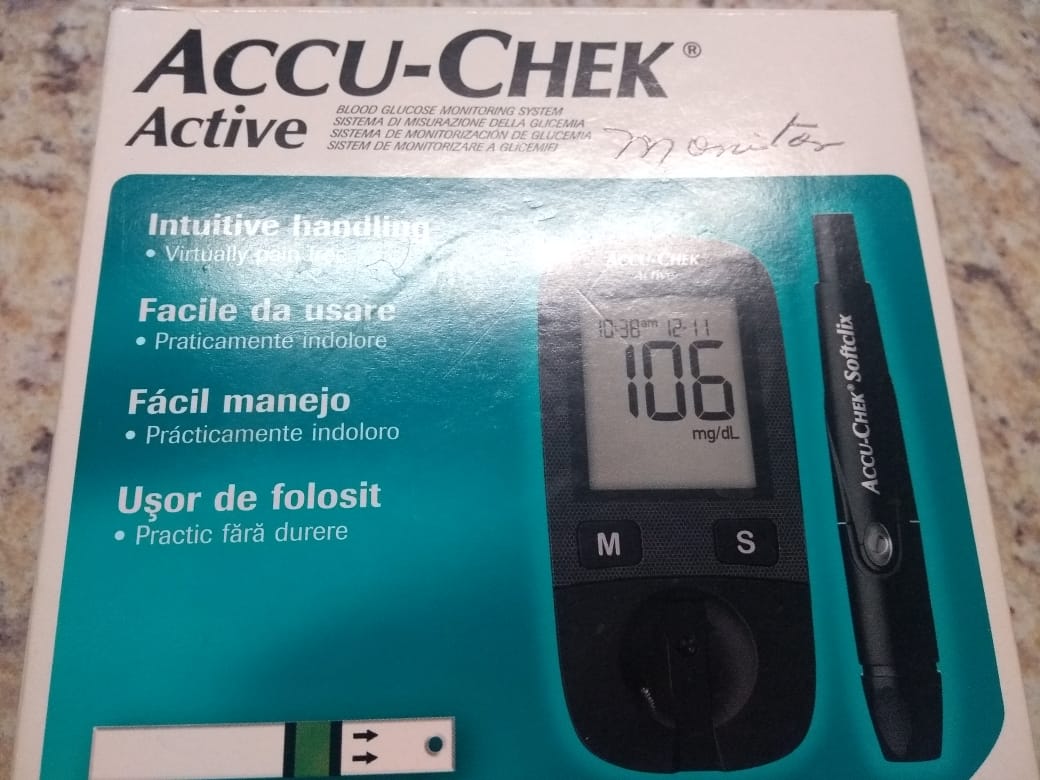 ACCU-CHEK®
Active
BLOOD GLUCOSE MONITORING SYSTEM
SISTEMA DI MISURAZIONE DELLA GLICEMIA
SISTEMA DE MONITORIZACIÓN DE GLUCEMIA
SISTEM DE MONITORIZARE A GLICEMIEI
Monitor
Intuitive handling
• Virtually pain free
Facile da usare
• Praticamente indolore
Fácil manejo
• Prácticamente indoloro
Uşor de folosit
• Practic fără durere
ACCU-CHEK
Active
10:38am 12-11
106
mg/dL
M S
ACCU-CHEK® Softclix